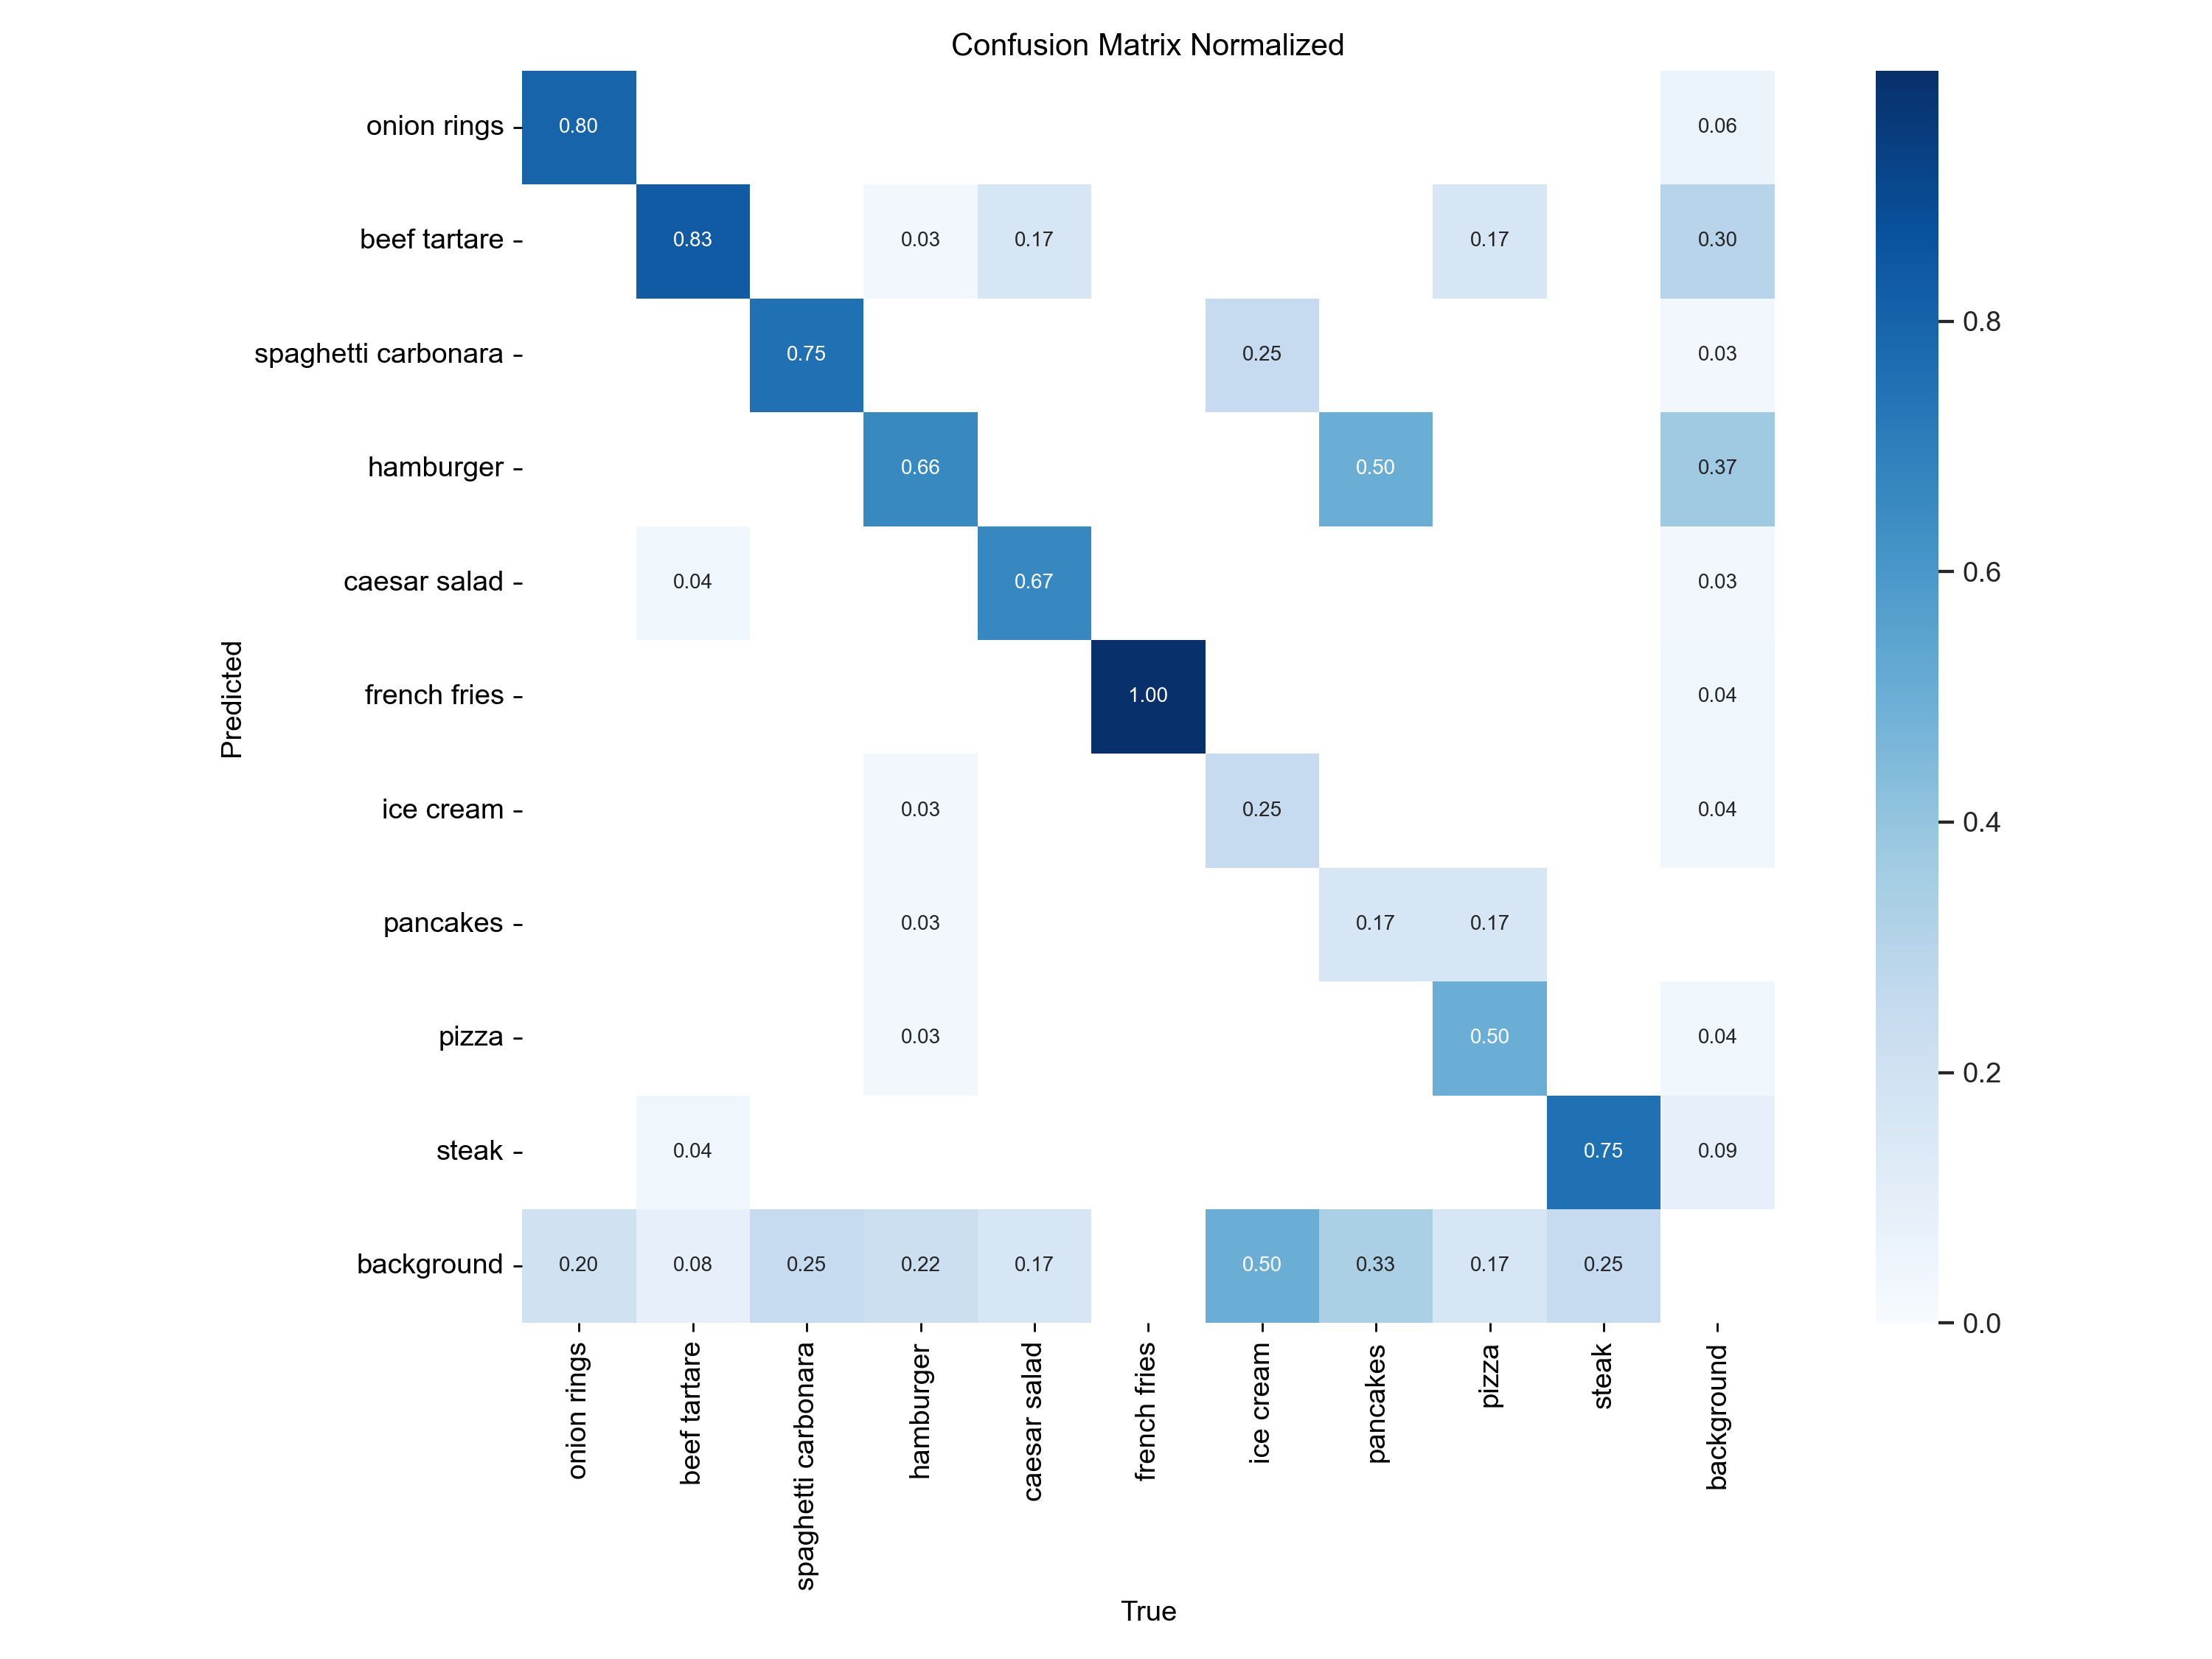 Confusion Matrix Normalized
onion rings 0.80 0.06
beef tartare 0.83 0.03 0.17 0.17 0.30
spaghetti carbonara 0.75 0.25 0.03
hamburger 0.66 0.50 0.37
caesar salad 0.04 0.67 0.03
french fries 1.00 0.04
ice cream 0.03 0.25 0.04
pancakes 0.03 0.17 0.17
pizza 0.03 0.50 0.04
steak 0.04 0.75 0.09
background 0.20 0.08 0.25 0.22 0.17 0.50 0.33 0.17 0.25
Predicted
onion rings
beef tartare
spaghetti carbonara
hamburger
caesar salad
french fries
ice cream
pancakes
pizza
steak
background
True
0.8
0.6
0.4
0.2
0.0